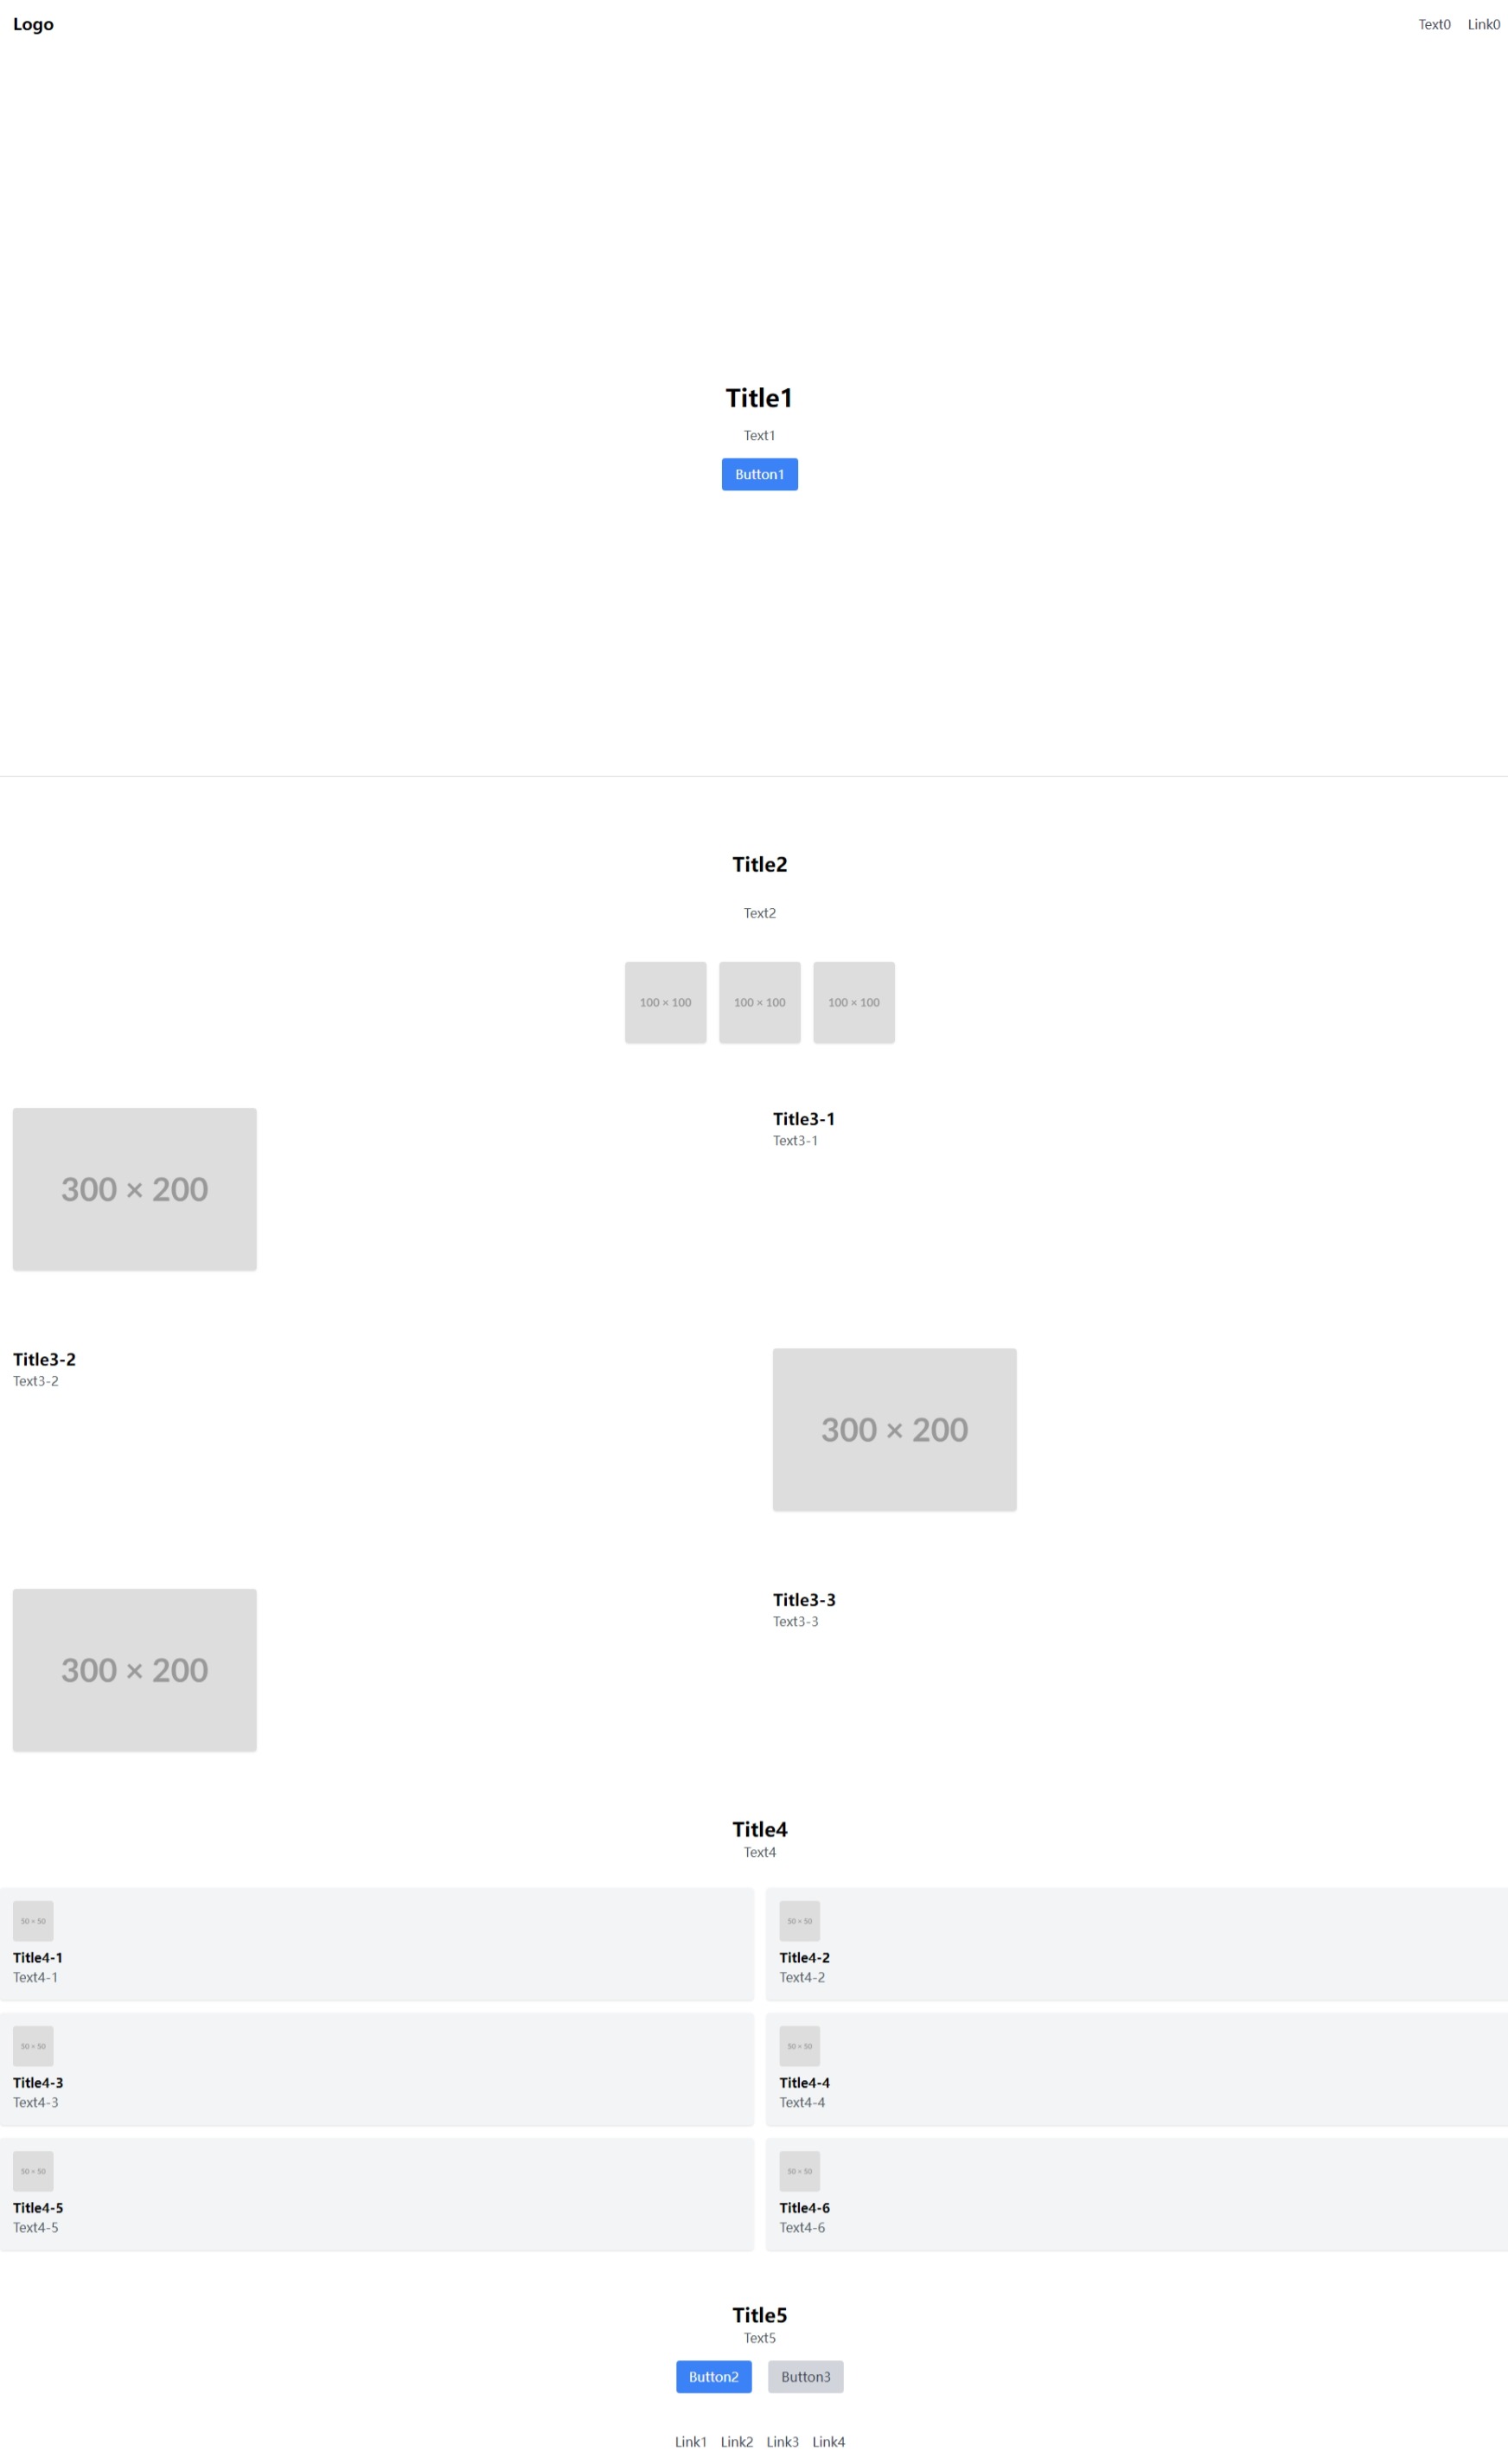 Logo
Text0 Link0
Title1
Text1
Button1
Title2
Text2
100 × 100 100 × 100 100 × 100
300 × 200
Title3-1
Text3-1
Title3-2
Text3-2
300 × 200
300 × 200
Title3-3
Text3-3
Title4
Text4
50 × 50
Title4-1
Text4-1
50 × 50
Title4-2
Text4-2
50 × 50
Title4-3
Text4-3
50 × 50
Title4-4
Text4-4
50 × 50
Title4-5
Text4-5
50 × 50
Title4-6
Text4-6
Title5
Text5
Button2 Button3
Link1 Link2 Link3 Link4